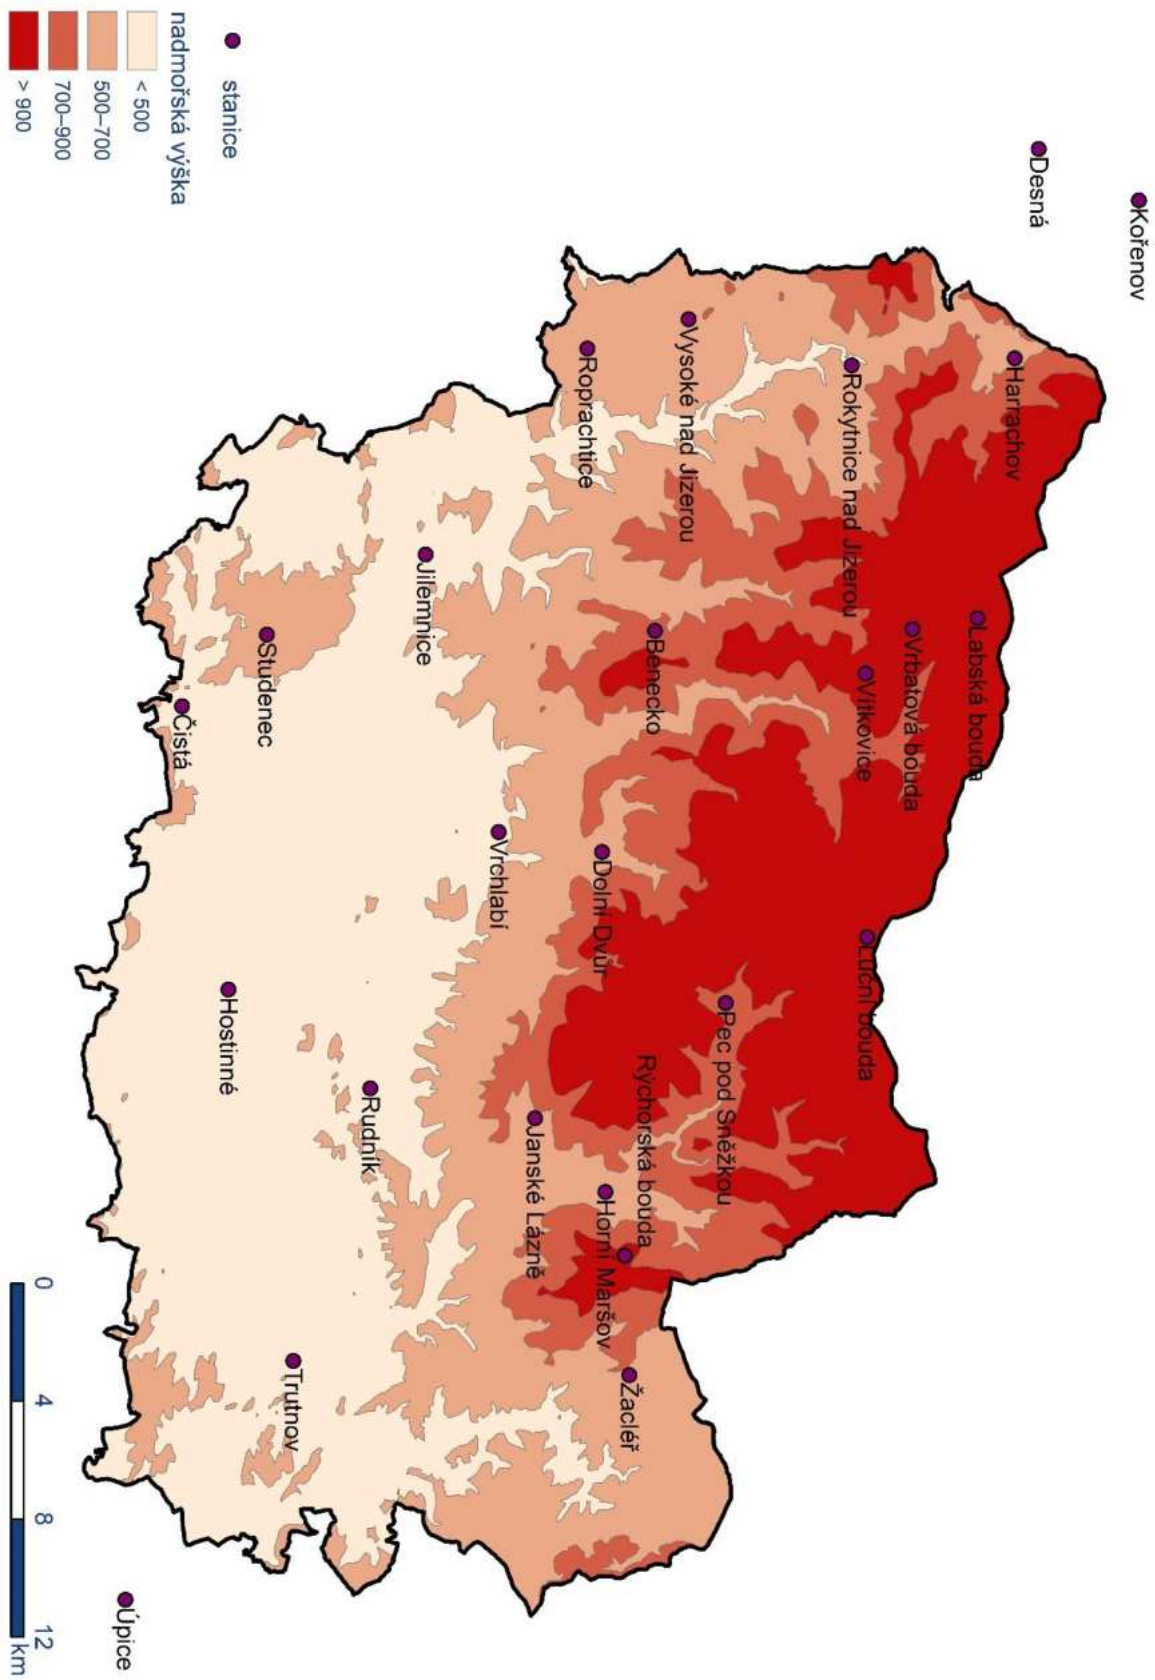 Kořenov
Desná
Harrachov
Labská bouda
Vrbatová bouda
Rokytnice nad Jizerou
Vítkovice
Luční bouda
Vysoké nad Jizerou
Pec pod Sněžkou
Benecko
Rýchorská bouda
Roprachtice
Dolní Dvůr
Horní Maršov
Žacléř
Janské Lázně
Vrchlabí
Jilemnice
Rudník
Studenec
Trutnov
Hostinné
Čistá
Úpice
stanice
nadmořská výška
< 500
500–700
700–900
> 900
0 4 8 12
km